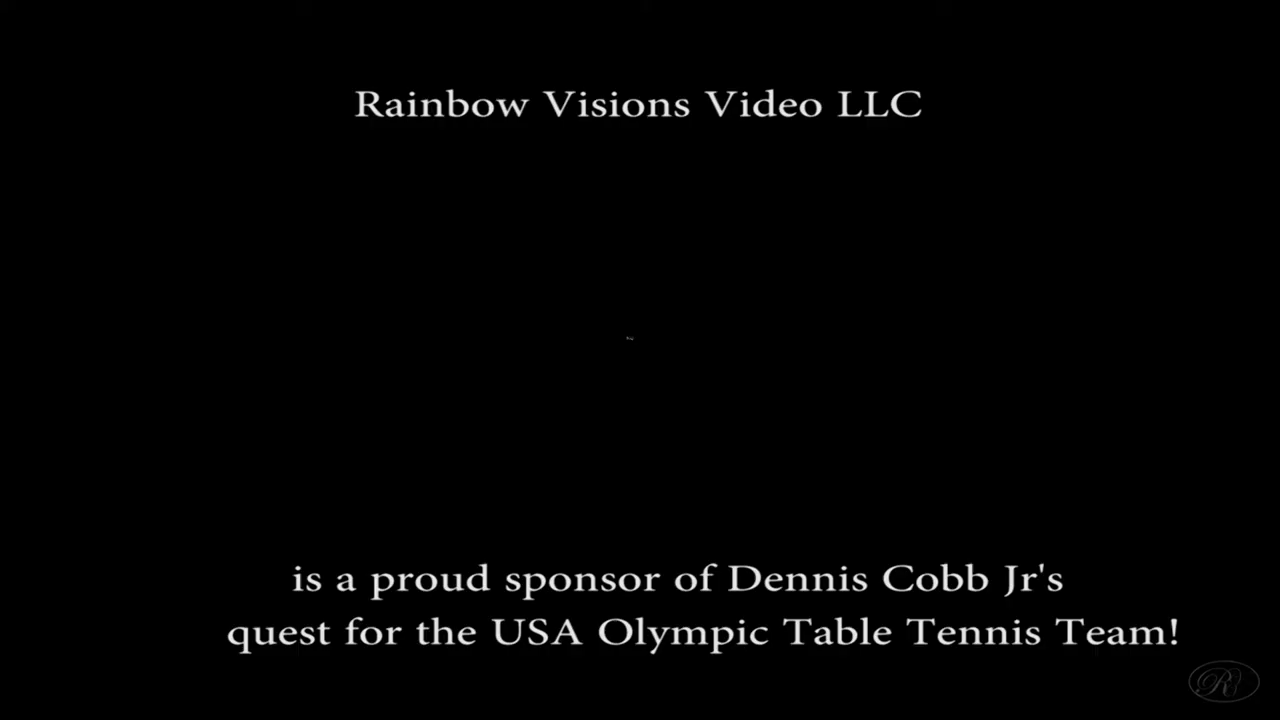 Rainbow Visions Video LLC
is a proud sponsor of Dennis Cobb Jr's
quest for the USA Olympic Table Tennis Team!